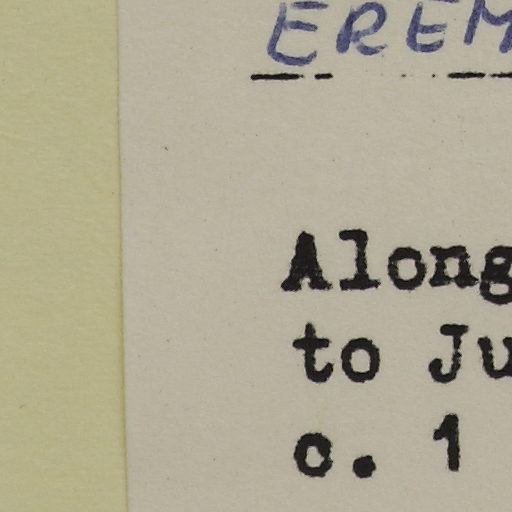 EREM
Along
to Ju
c. 1